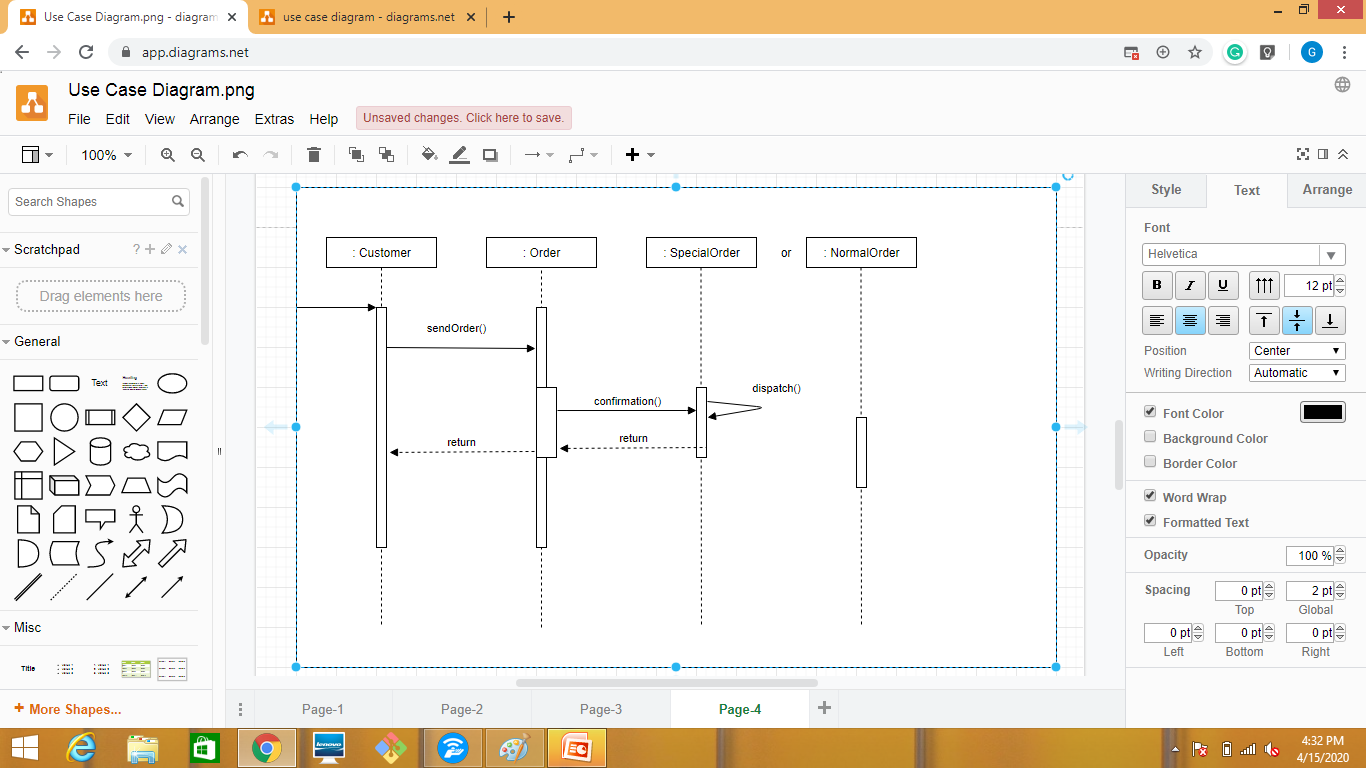 Use Case Diagram.png - diagram
use case diagram - diagrams.net
app.diagrams.net
G
Use Case Diagram.png
File Edit View Arrange Extras Help Unsaved changes. Click here to save.
100%
Search Shapes
Scratchpad ?
Drag elements here
General
Text
Heading
Misc
Title
+ More Shapes...
: Customer : Order : SpecialOrder or : NormalOrder
sendOrder()
dispatch()
confirmation()
return return
Page-1 Page-2 Page-3 Page-4
Style Text Arrange
Font
Helvetica
B I U 12 pt
Position Center
Writing Direction Automatic
Font Color
Background Color
Border Color
Word Wrap
Formatted Text
Opacity 100 %
Spacing 0 pt 2 pt
Top Global
0 pt 0 pt 0 pt
Left Bottom Right
lenovo
4:32 PM
4/15/2020